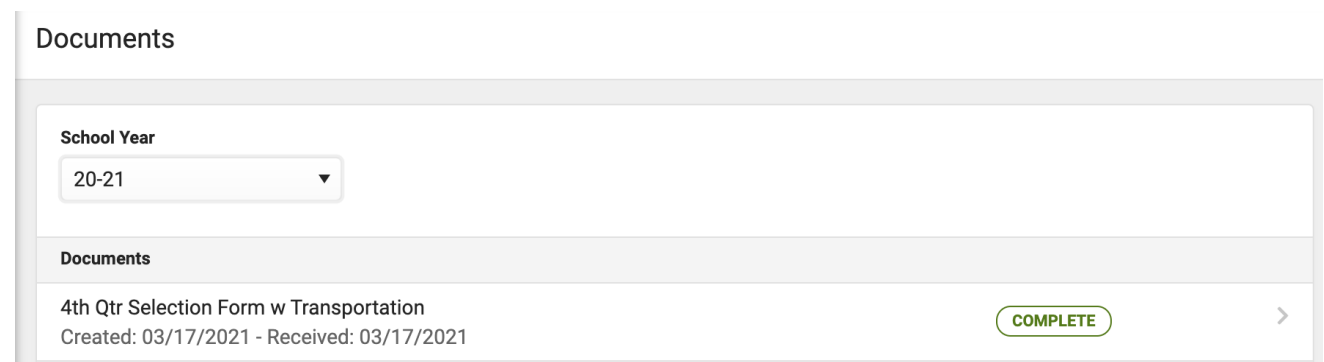 Documents
School Year
20-21
Documents
4th Qtr Selection Form w Transportation
COMPLETE
Created: 03/17/2021 - Received: 03/17/2021